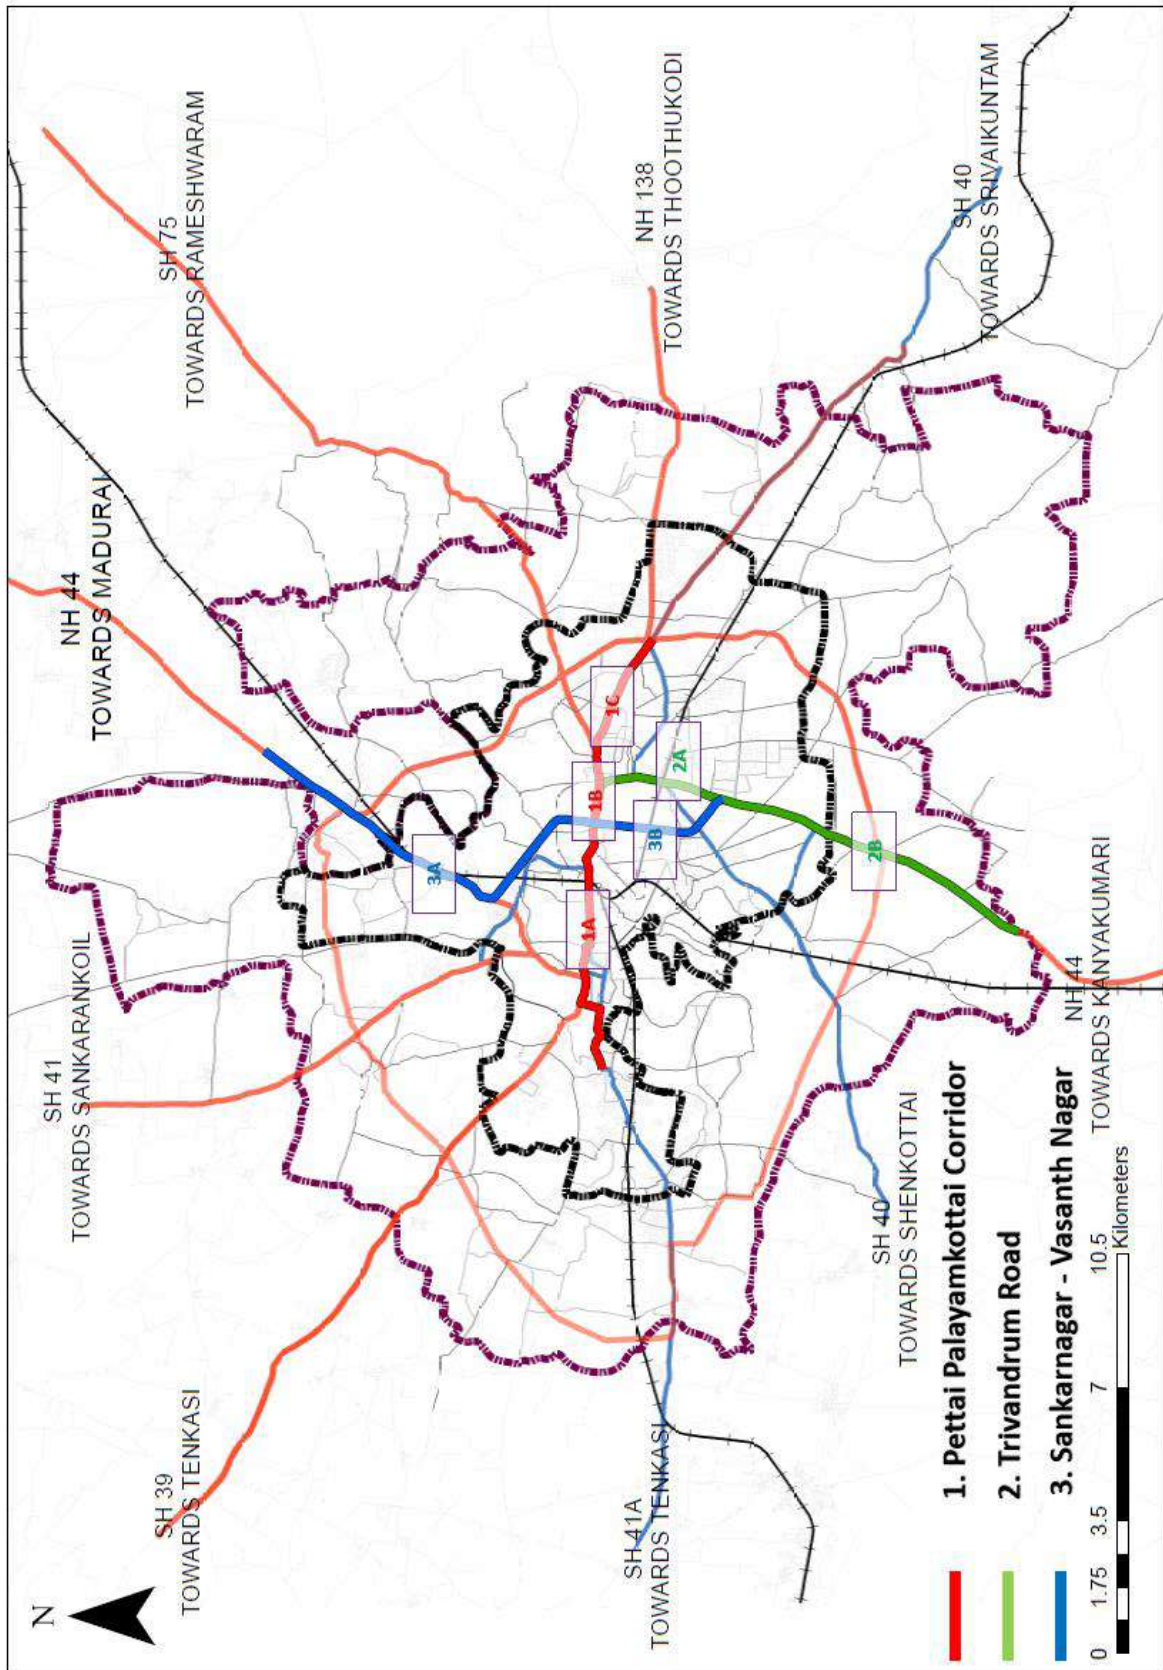 N
SH 39
TOWARDS TENKASI
SH 41
TOWARDS SANKARANKOIL
NH 44
TOWARDS MADURAI
SH 75
TOWARDS RAMESHWARAM
NH 138
TOWARDS THOOTHUKODI
SH 40
TOWARDS SRIVAIKUNTAM
SH 41A
TOWARDS TENKASI
SH 40
TOWARDS SHENKOTTAI
NH 44
TOWARDS KANYAKUMARI
3A
1A
1B
1C
3B
2A
2B
1. Pettai Palayamkottai Corridor
2. Trivandrum Road
3. Sankarnagar - Vasanth Nagar
0 1.75 3.5 7 10.5
Kilometers